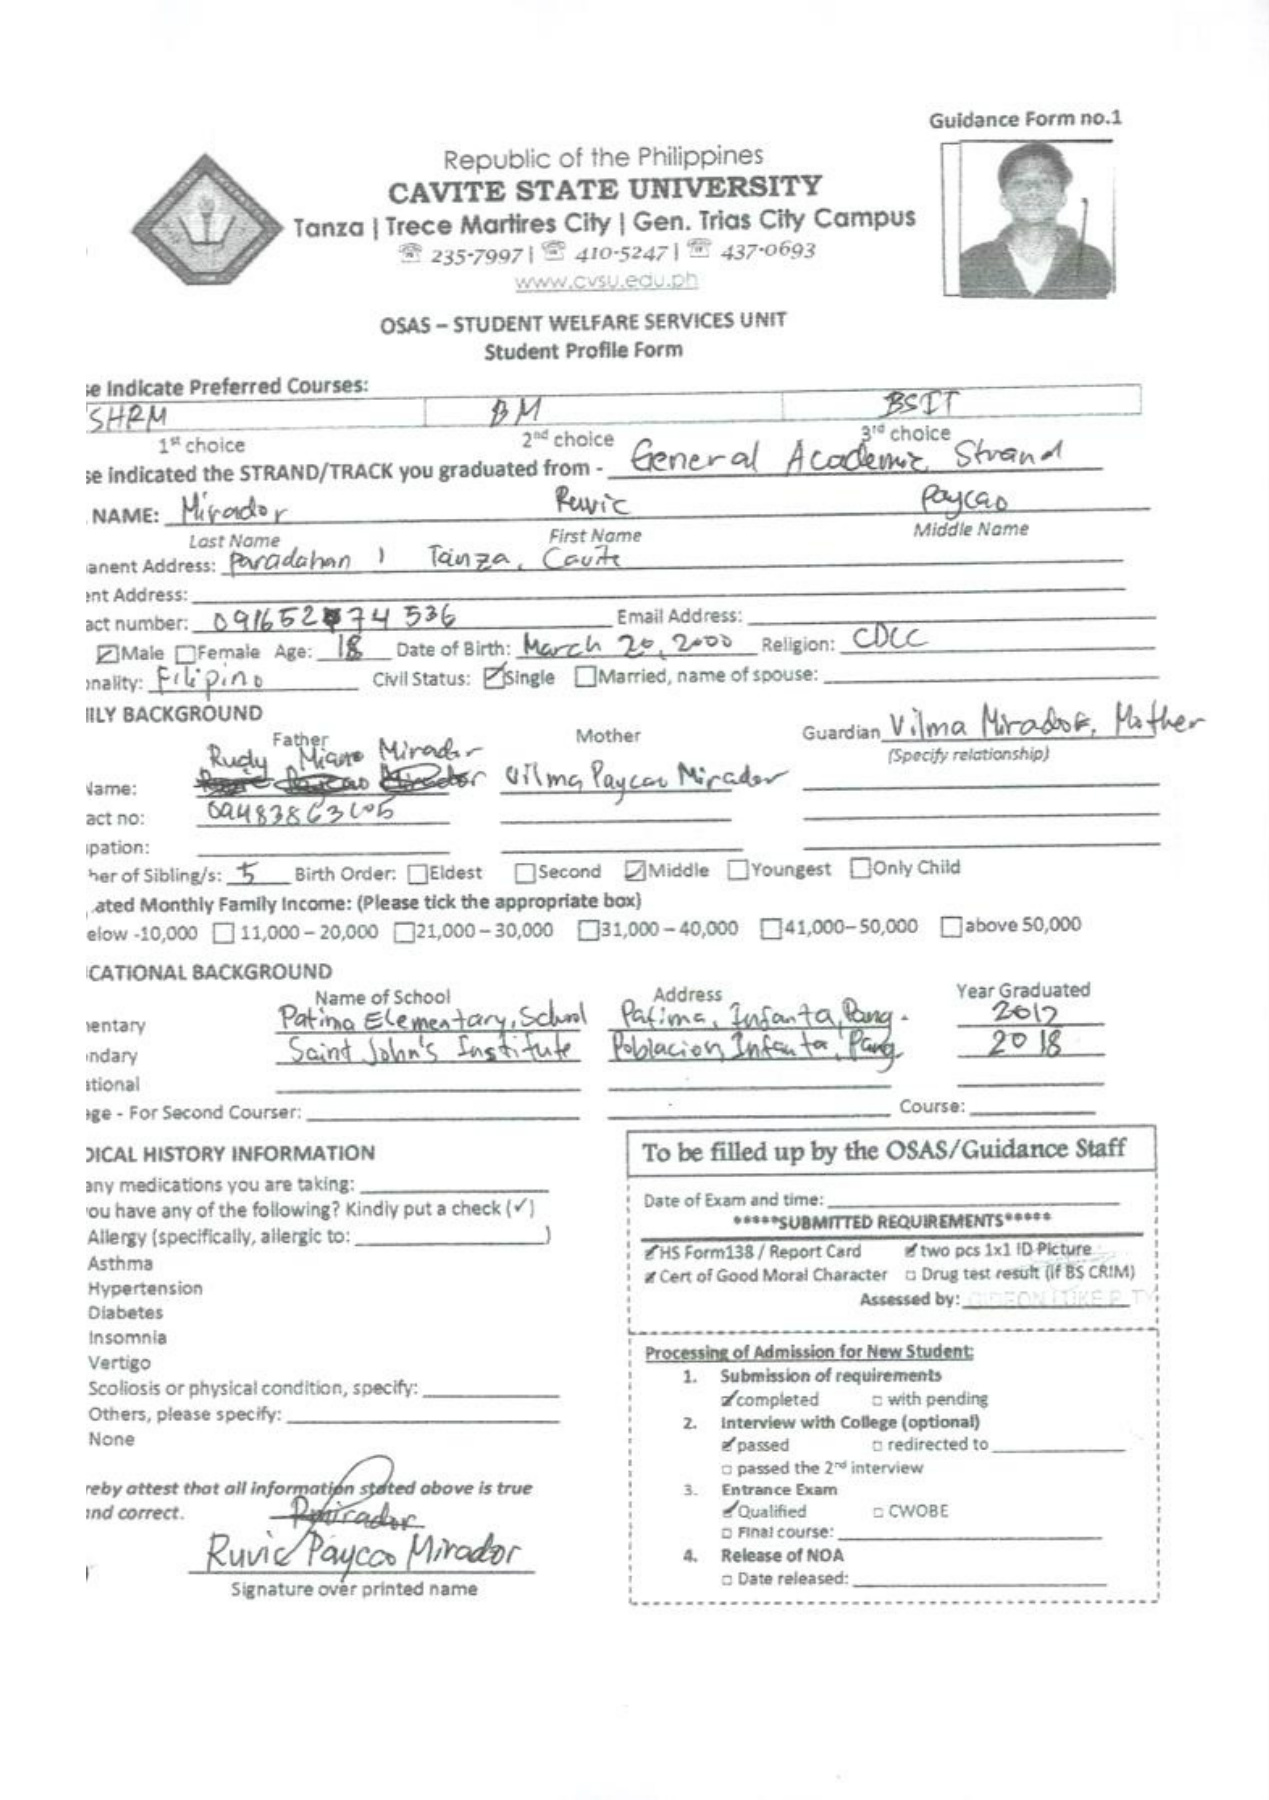 Guidance Form no.1
Republic of the Philippines
CAVITE STATE UNIVERSITY
Tanza | Trece Martires City | Gen. Trias City Campus
☏ 235-7997 | ☏ 410-5247 | ☏ 437-0693
www.cvsu.edu.ph
OSAS – STUDENT WELFARE SERVICES UNIT
Student Profile Form
se Indicate Preferred Courses:
SHRM BM BSIT
1st choice 2nd choice 3rd choice
se indicated the STRAND/TRACK you graduated from - General Academic Strand
NAME: Mirador Ruvic Paycao
Last Name First Name Middle Name
anent Address: Paradahan 1 Tanza, Cavite
ent Address:
act number: 091652 74 536 Email Address:
☑Male ☐Female Age: 18 Date of Birth: March 20, 2000 Religion: CDCC
onality: Filipino Civil Status: ☑Single ☐Married, name of spouse:
IILY BACKGROUND
Father Mother Guardian Vilma Mirador, Mother
(Specify relationship)
Rudy Miano Mirador
Name: Vilma Paycao Mirador
act no: 09483863605
upation:
ber of Sibling/s: 5 Birth Order: ☐Eldest ☐Second ☑Middle ☐Youngest ☐Only Child
ated Monthly Family Income: (Please tick the appropriate box)
elow -10,000 ☐ 11,000 – 20,000 ☐21,000 – 30,000 ☐31,000 – 40,000 ☐41,000– 50,000 ☐above 50,000
CATIONAL BACKGROUND
Name of School Address Year Graduated
nentary Patima Elementary, School Patima, Infanta, Pang. 2012
ndary Saint John's Institute Poblacion Infanta, Pang. 2018
ational
ege - For Second Courser: Course:
DICAL HISTORY INFORMATION
any medications you are taking:
you have any of the following? Kindly put a check (✓)
Allergy (specifically, allergic to: )
Asthma
Hypertension
Diabetes
Insomnia
Vertigo
Scoliosis or physical condition, specify:
Others, please specify:
None
reby attest that all information stated above is true
and correct.
Rmirador
Ruvic Paycao Mirador
Signature over printed name
To be filled up by the OSAS/Guidance Staff
Date of Exam and time:
*****SUBMITTED REQUIREMENTS*****
☑HS Form138 / Report Card ☑two pcs 1x1 ID Picture
☑Cert of Good Moral Character ☐ Drug test result (if BS CRIM)
Assessed by: GIDEON LUKE P. TY
Processing of Admission for New Student:
1. Submission of requirements
☑completed ☐ with pending
2. Interview with College (optional)
☑passed ☐ redirected to
☐ passed the 2nd interview
3. Entrance Exam
☑Qualified ☐ CWOBE
☐ Final course:
4. Release of NOA
☐ Date released: